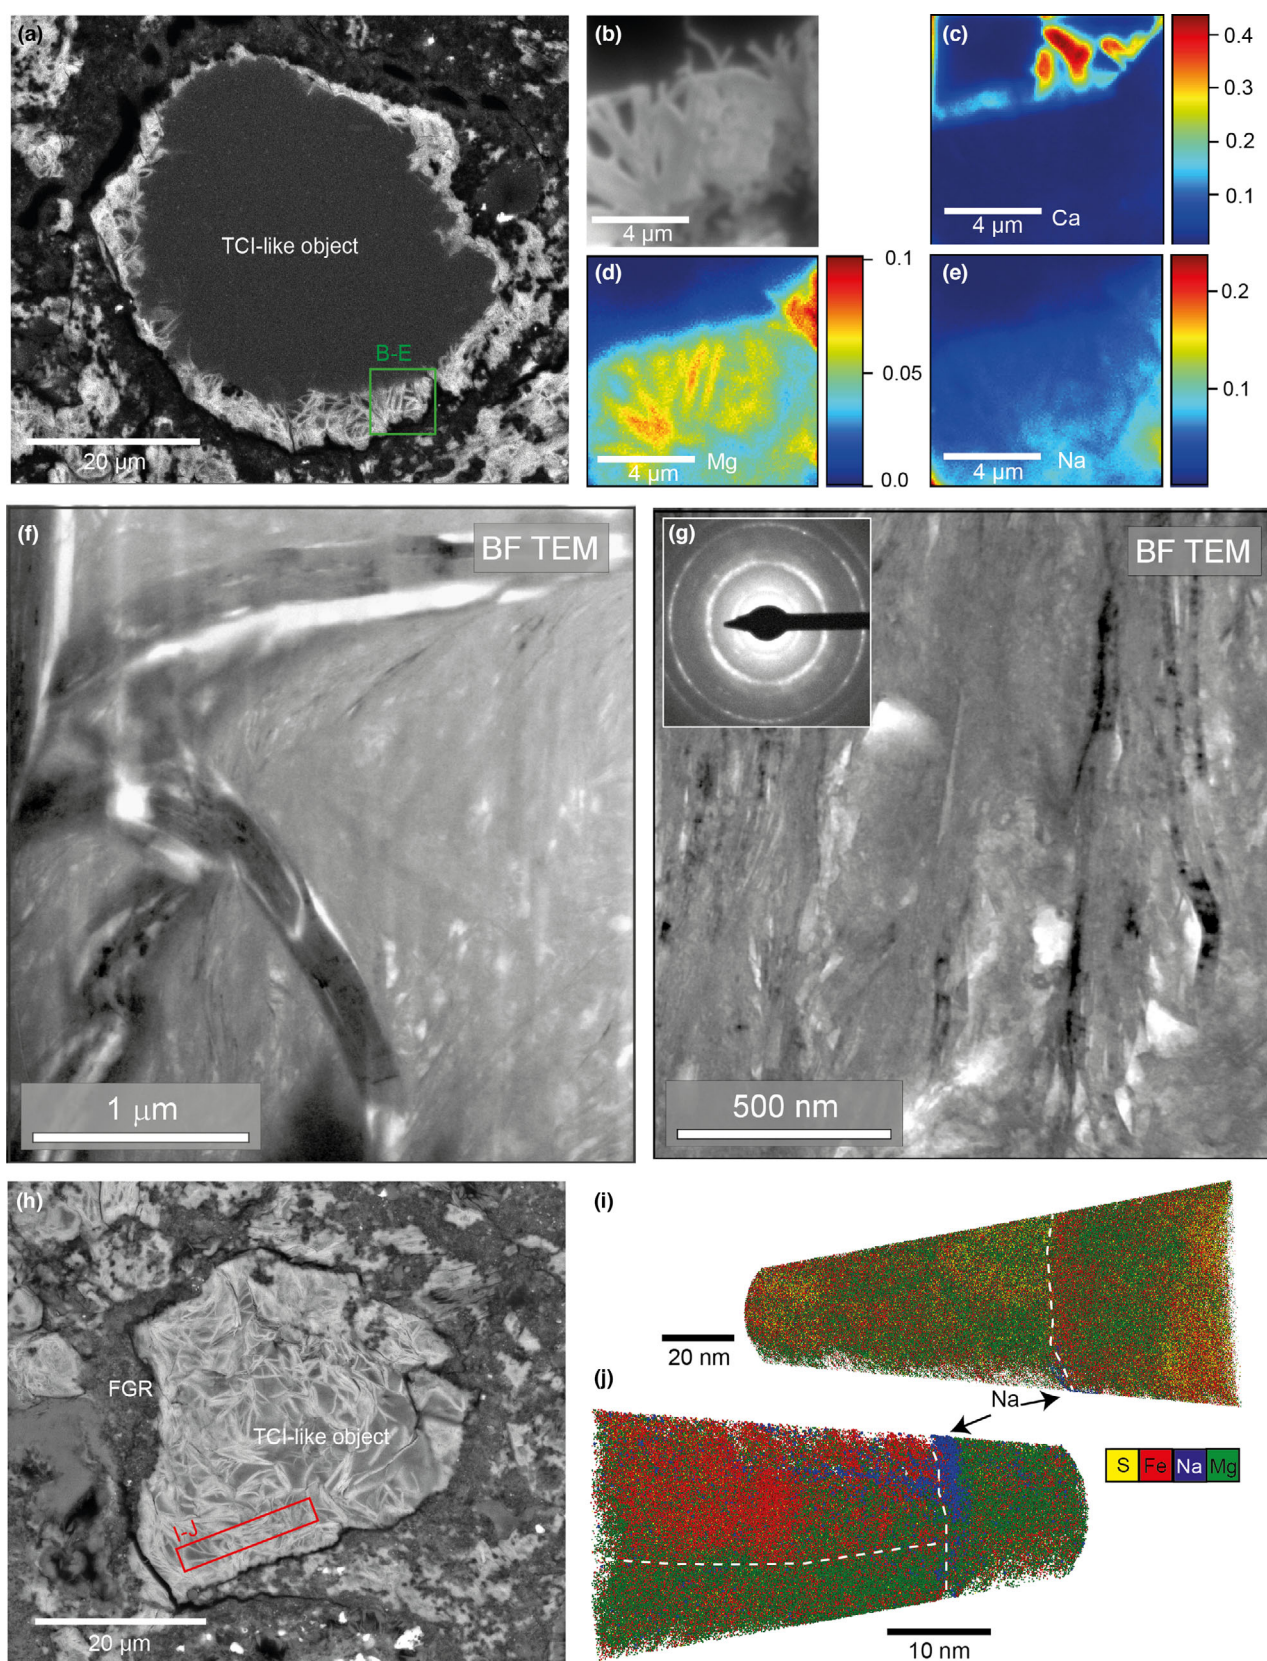 (a)
TCI-like object
B-E
20 µm
(b)
4 µm
(c)
0.4
0.3
0.2
0.1
4 µm
Ca
(d)
0.1
0.05
0.0
4 µm
Mg
(e)
0.2
0.1
4 µm
Na
(f)
BF TEM
1 µm
(g)
BF TEM
500 nm
(h)
FGR
TCI-like object
I-J
20 µm
(i)
20 nm
(j)
Na
S Fe Na Mg
10 nm